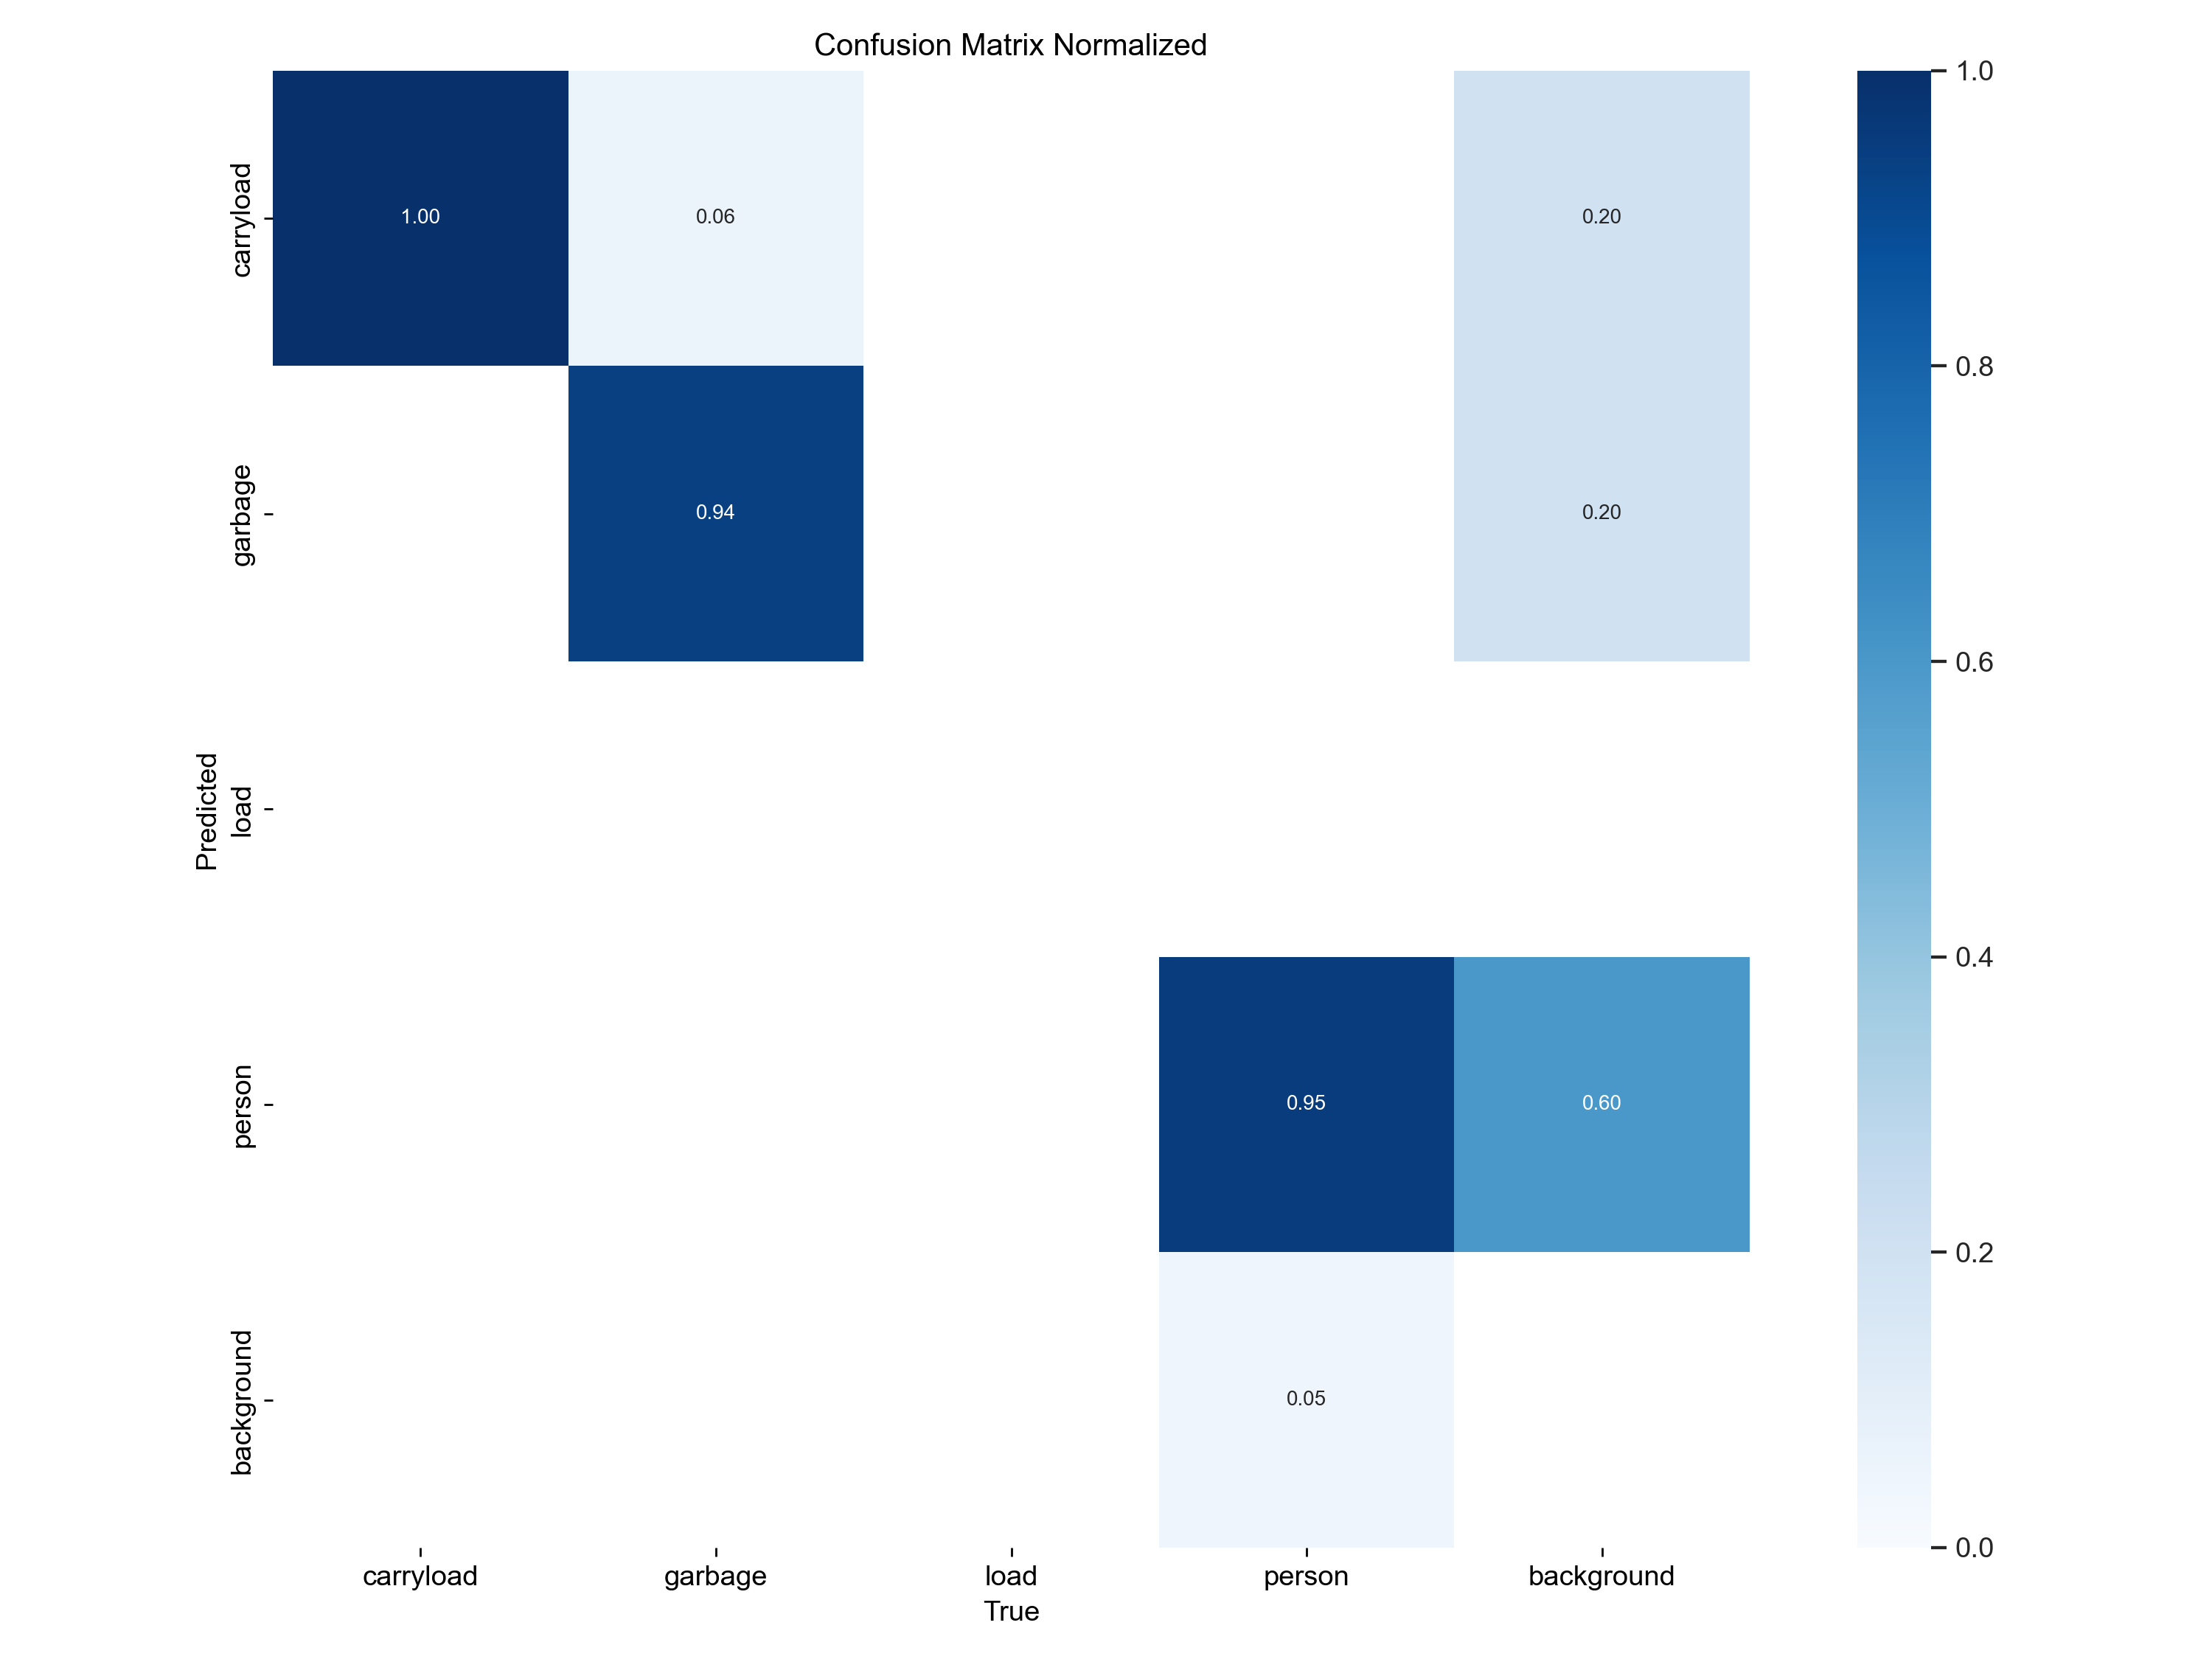 Confusion Matrix Normalized
carryload
1.00
0.06
0.20
garbage
0.94
0.20
Predicted
load
person
0.95
0.60
background
0.05
carryload
garbage
load
person
background
True
1.0
0.8
0.6
0.4
0.2
0.0